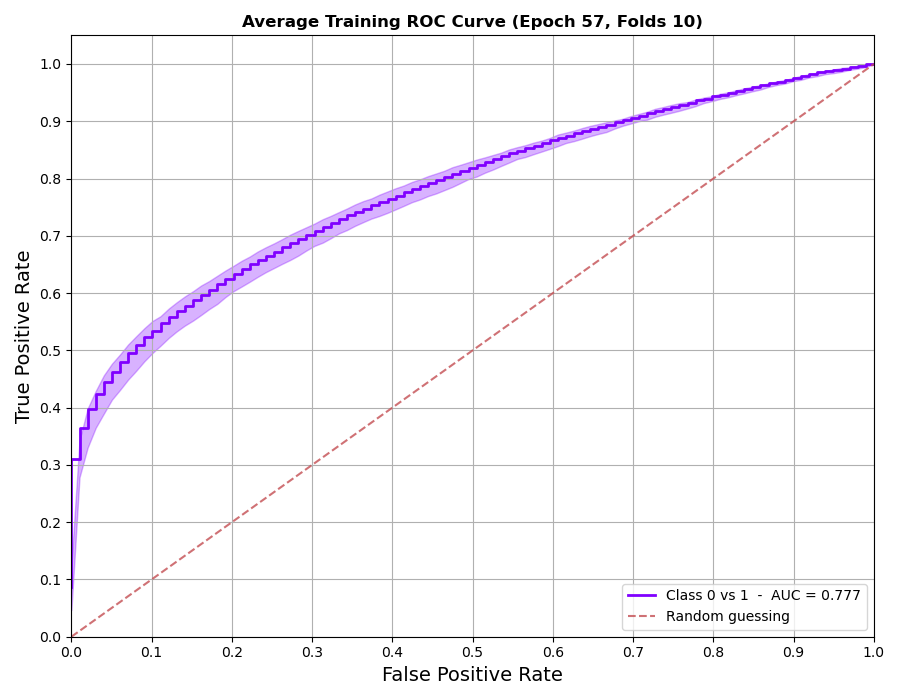 Average Training ROC Curve (Epoch 57, Folds 10)
True Positive Rate
1.0
0.9
0.8
0.7
0.6
0.5
0.4
0.3
0.2
0.1
0.0
Class 0 vs 1 - AUC = 0.777
Random guessing
0.0 0.1 0.2 0.3 0.4 0.5 0.6 0.7 0.8 0.9 1.0
False Positive Rate